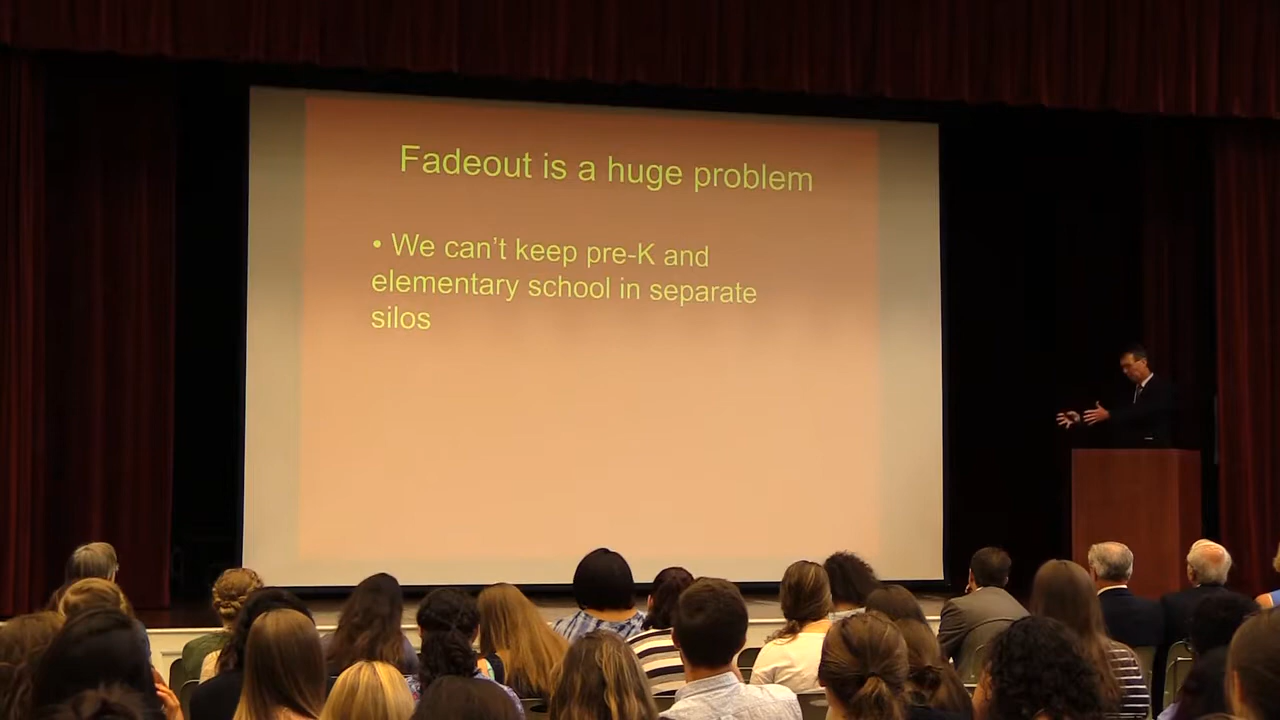 Fadeout is a huge problem
• We can't keep pre-K and
elementary school in separate
silos